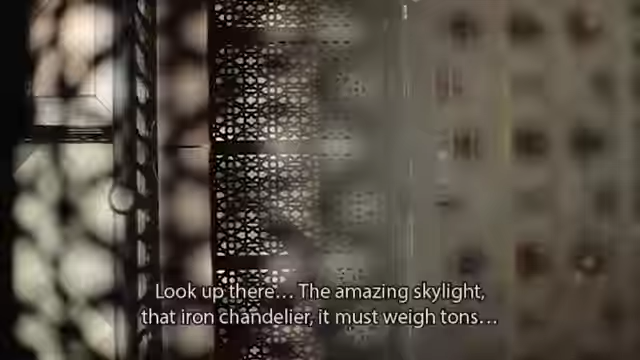 Look up there... The amazing skylight,
that iron chandelier, it must weigh tons...